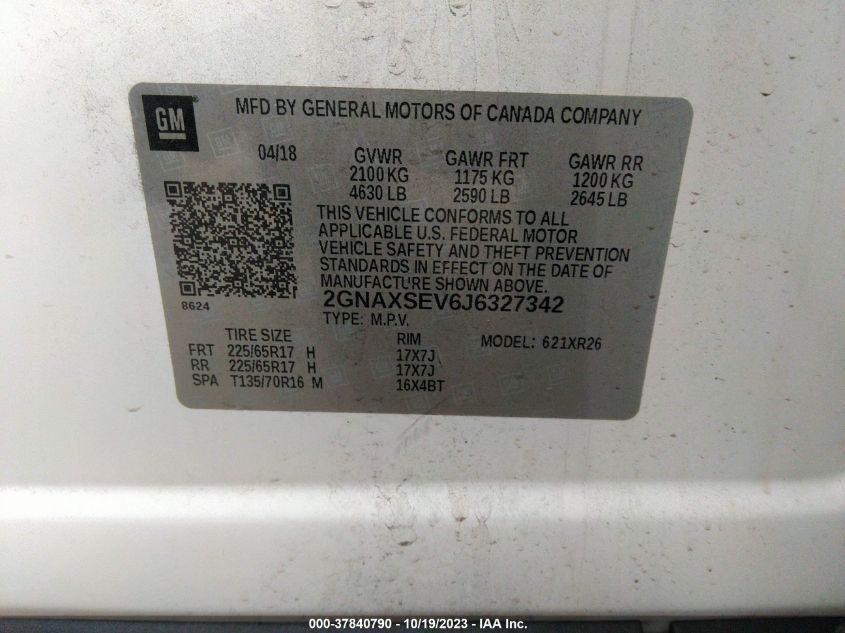 GM
MFD BY GENERAL MOTORS OF CANADA COMPANY
04/18 GVWR GAWR FRT GAWR RR
2100 KG 1175 KG 1200 KG
4630 LB 2590 LB 2645 LB
THIS VEHICLE CONFORMS TO ALL
APPLICABLE U.S. FEDERAL MOTOR
VEHICLE SAFETY AND THEFT PREVENTION
STANDARDS IN EFFECT ON THE DATE OF
MANUFACTURE SHOWN ABOVE.
8624
2GNAXSEV6J6327342
TYPE: M.P.V.
TIRE SIZE RIM MODEL: 621XR26
FRT 225/65R17 H 17X7J
RR 225/65R17 H 17X7J
SPA T135/70R16 M 16X4BT
000-37840790 - 10/19/2023 - IAA Inc.